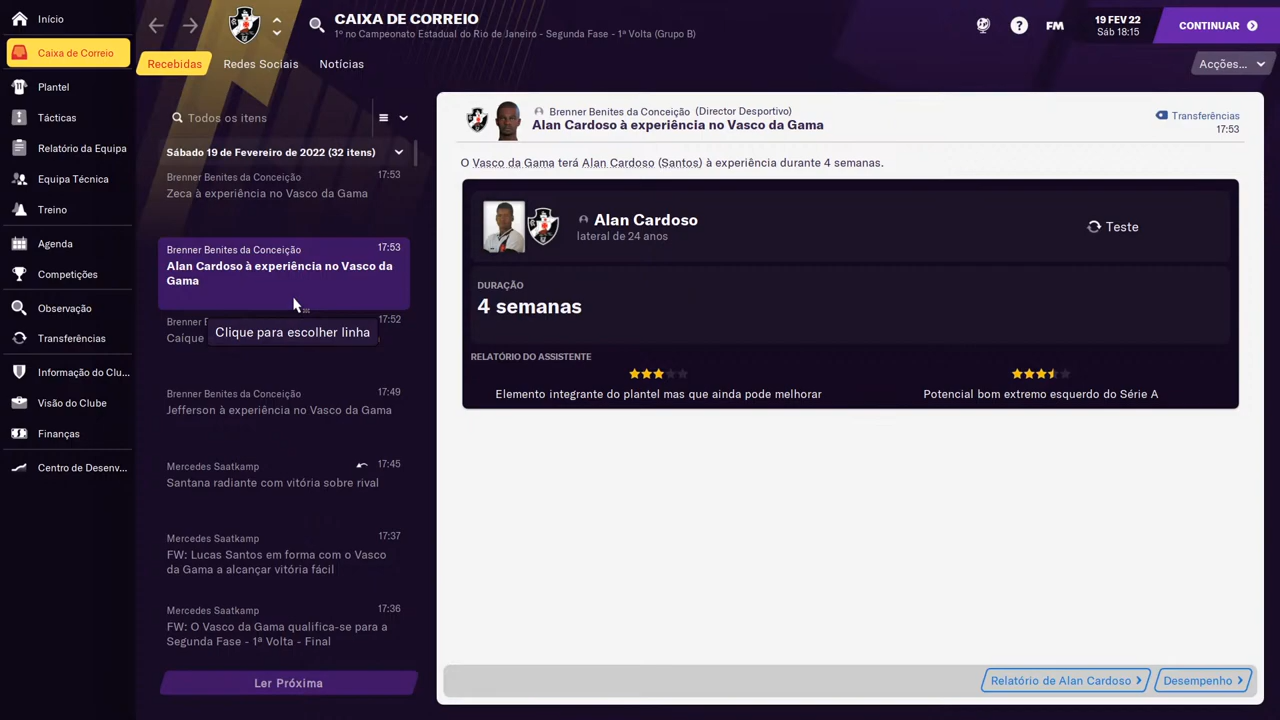 Início
Caixa de Correio
Plantel
Tácticas
Relatório da Equipa
Equipa Técnica
Treino
Agenda
Competições
Observação
Transferências
Informação do Clu...
Visão do Clube
Finanças
Centro de Desenv...
CAIXA DE CORREIO
1º no Campeonato Estadual do Rio de Janeiro - Segunda Fase - 1ª Volta (Grupo B)
?
FM
19 FEV 22
Sáb 18:15
CONTINUAR
Recebidas
Redes Sociais
Notícias
Acções...
Todos os itens
Sábado 19 de Fevereiro de 2022 (32 itens)
Brenner Benites da Conceição 17:53
Zeca à experiência no Vasco da Gama
Brenner Benites da Conceição 17:53
Alan Cardoso à experiência no Vasco da
Gama
Brenner 17:52
Caíque
Clique para escolher linha
Brenner Benites da Conceição 17:49
Jefferson à experiência no Vasco da Gama
Mercedes Saatkamp 17:45
Santana radiante com vitória sobre rival
Mercedes Saatkamp 17:37
FW: Lucas Santos em forma com o Vasco
da Gama a alcançar vitória fácil
Mercedes Saatkamp 17:36
FW: O Vasco da Gama qualifica-se para a
Segunda Fase - 1ª Volta - Final
Ler Próxima
Brenner Benites da Conceição (Director Desportivo)
Alan Cardoso à experiência no Vasco da Gama
Transferências
17:53
O Vasco da Gama terá Alan Cardoso (Santos) à experiência durante 4 semanas.
Alan Cardoso
lateral de 24 anos
Teste
DURAÇÃO
4 semanas
RELATÓRIO DO ASSISTENTE
Elemento integrante do plantel mas que ainda pode melhorar
Potencial bom extremo esquerdo do Série A
Relatório de Alan Cardoso
Desempenho